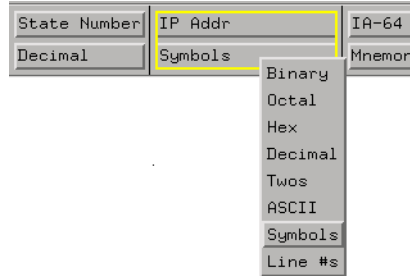 State Number IP Addr IA-64
Decimal Symbols Mnemor
Binary
Octal
Hex
Decimal
Twos
ASCII
Symbols
Line #s